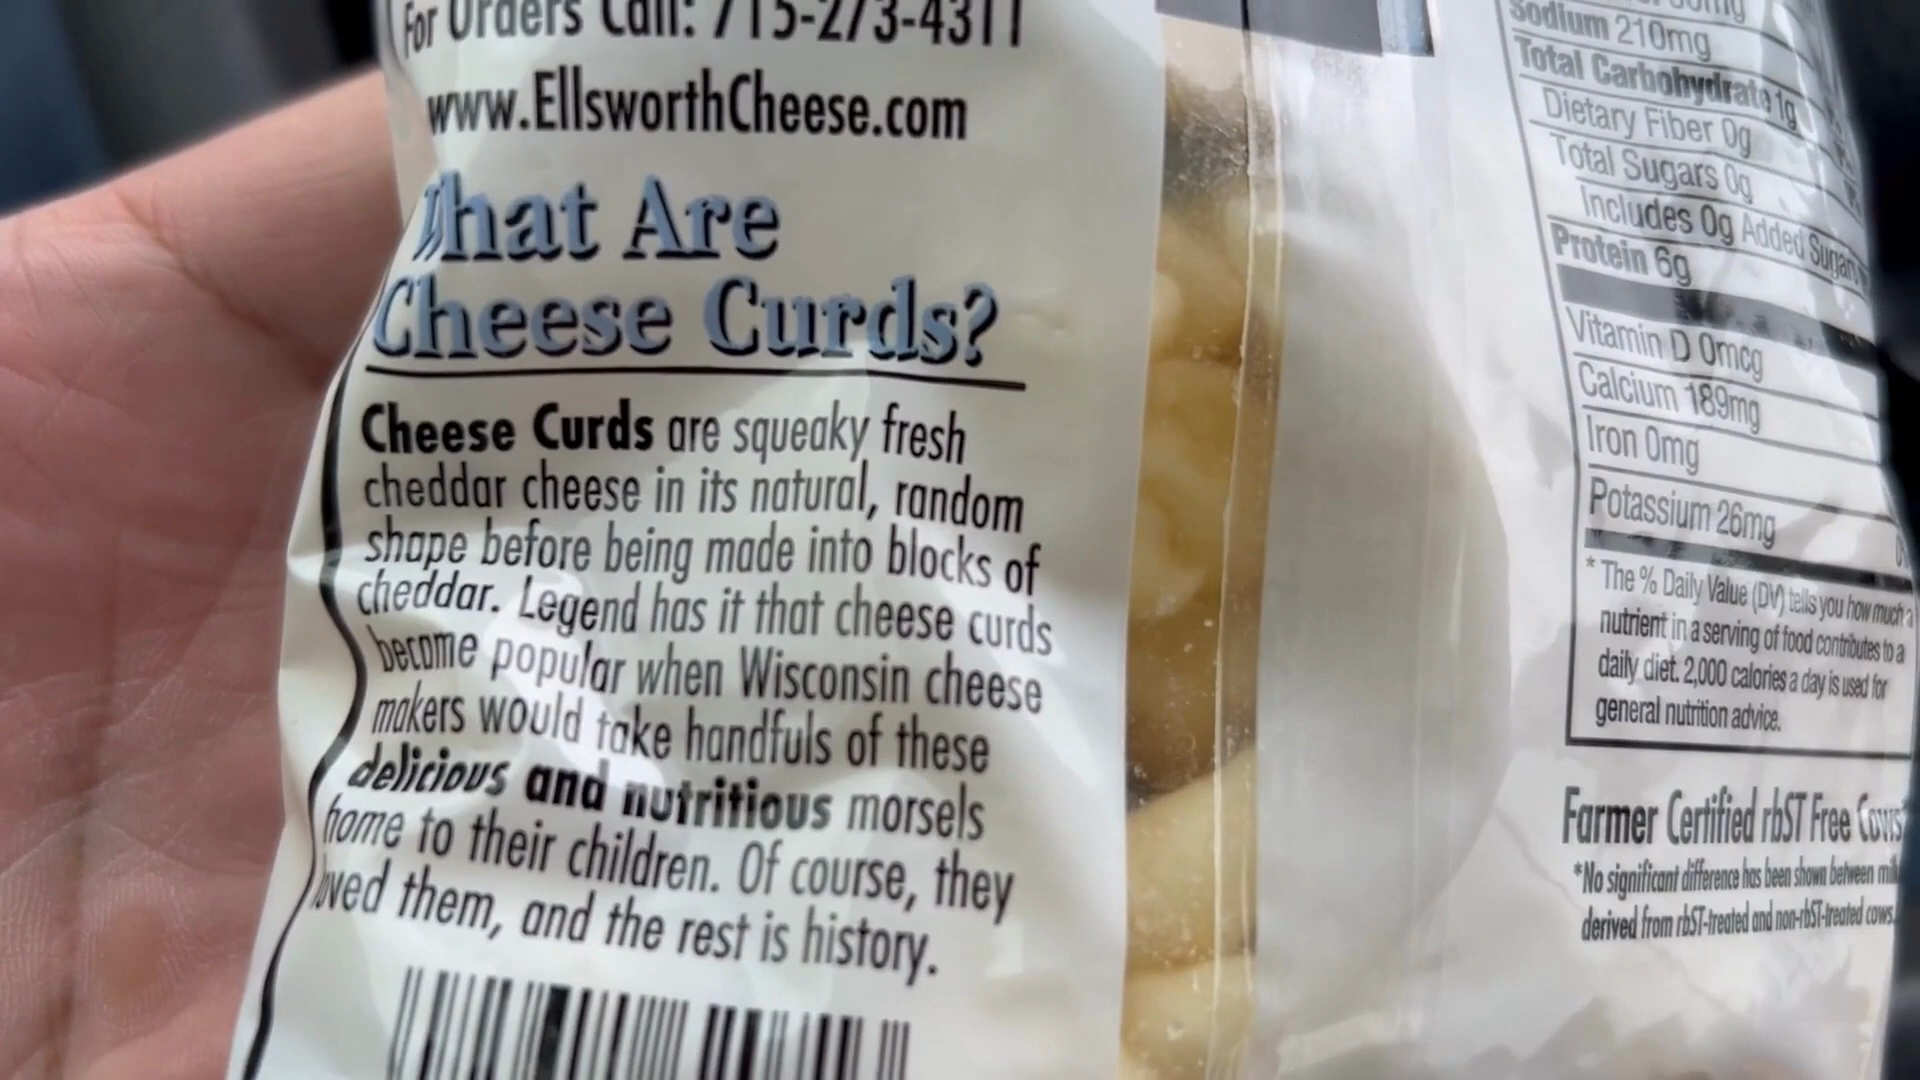 For Orders Call: 715-273-4311
www.EllsworthCheese.com
What Are
Cheese Curds?
Cheese Curds are squeaky fresh
cheddar cheese in its natural, random
shape before being made into blocks of
cheddar. Legend has it that cheese curds
become popular when Wisconsin cheese
makers would take handfuls of these
delicious and nutritious morsels
home to their children. Of course, they
loved them, and the rest is history.
Sodium 210mg
Total Carbohydrate 1g
Dietary Fiber 0g
Total Sugars 0g
Includes 0g Added Sugars
Protein 6g
Vitamin D 0mcg
Calcium 189mg
Iron 0mg
Potassium 26mg
* The % Daily Value (DV) tells you how much a
nutrient in a serving of food contributes to a
daily diet. 2,000 calories a day is used for
general nutrition advice.
Farmer Certified rbST Free Cows*
*No significant difference has been shown between milk
derived from rbST-treated and non-rbST-treated cows.